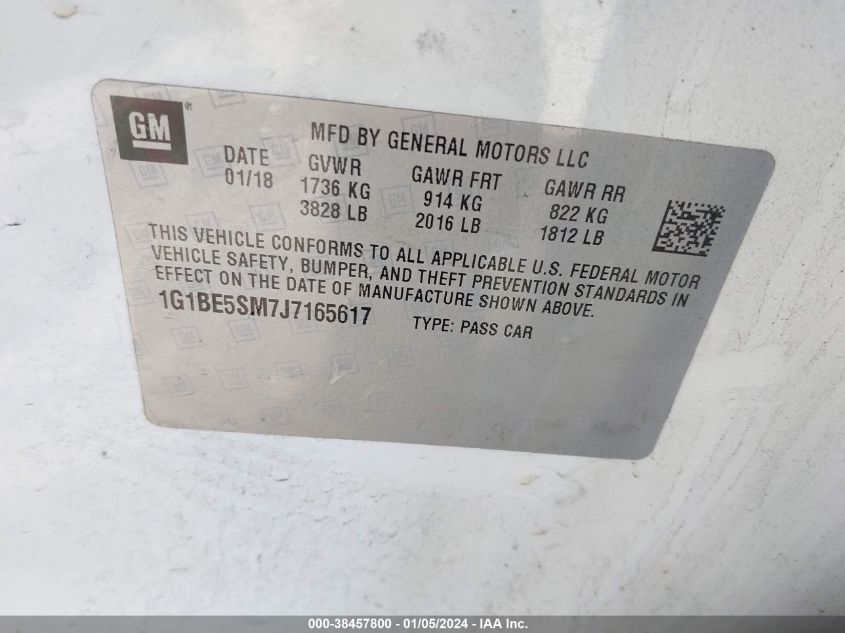 GM ®
MFD BY GENERAL MOTORS LLC
DATE GVWR GAWR FRT GAWR RR
01/18 1736 KG 914 KG 822 KG
3828 LB 2016 LB 1812 LB
THIS VEHICLE CONFORMS TO ALL APPLICABLE U.S. FEDERAL MOTOR
VEHICLE SAFETY, BUMPER, AND THEFT PREVENTION STANDARDS IN
EFFECT ON THE DATE OF MANUFACTURE SHOWN ABOVE.
1G1BE5SM7J7165617 TYPE: PASS CAR
000-38457800 - 01/05/2024 - IAA Inc.